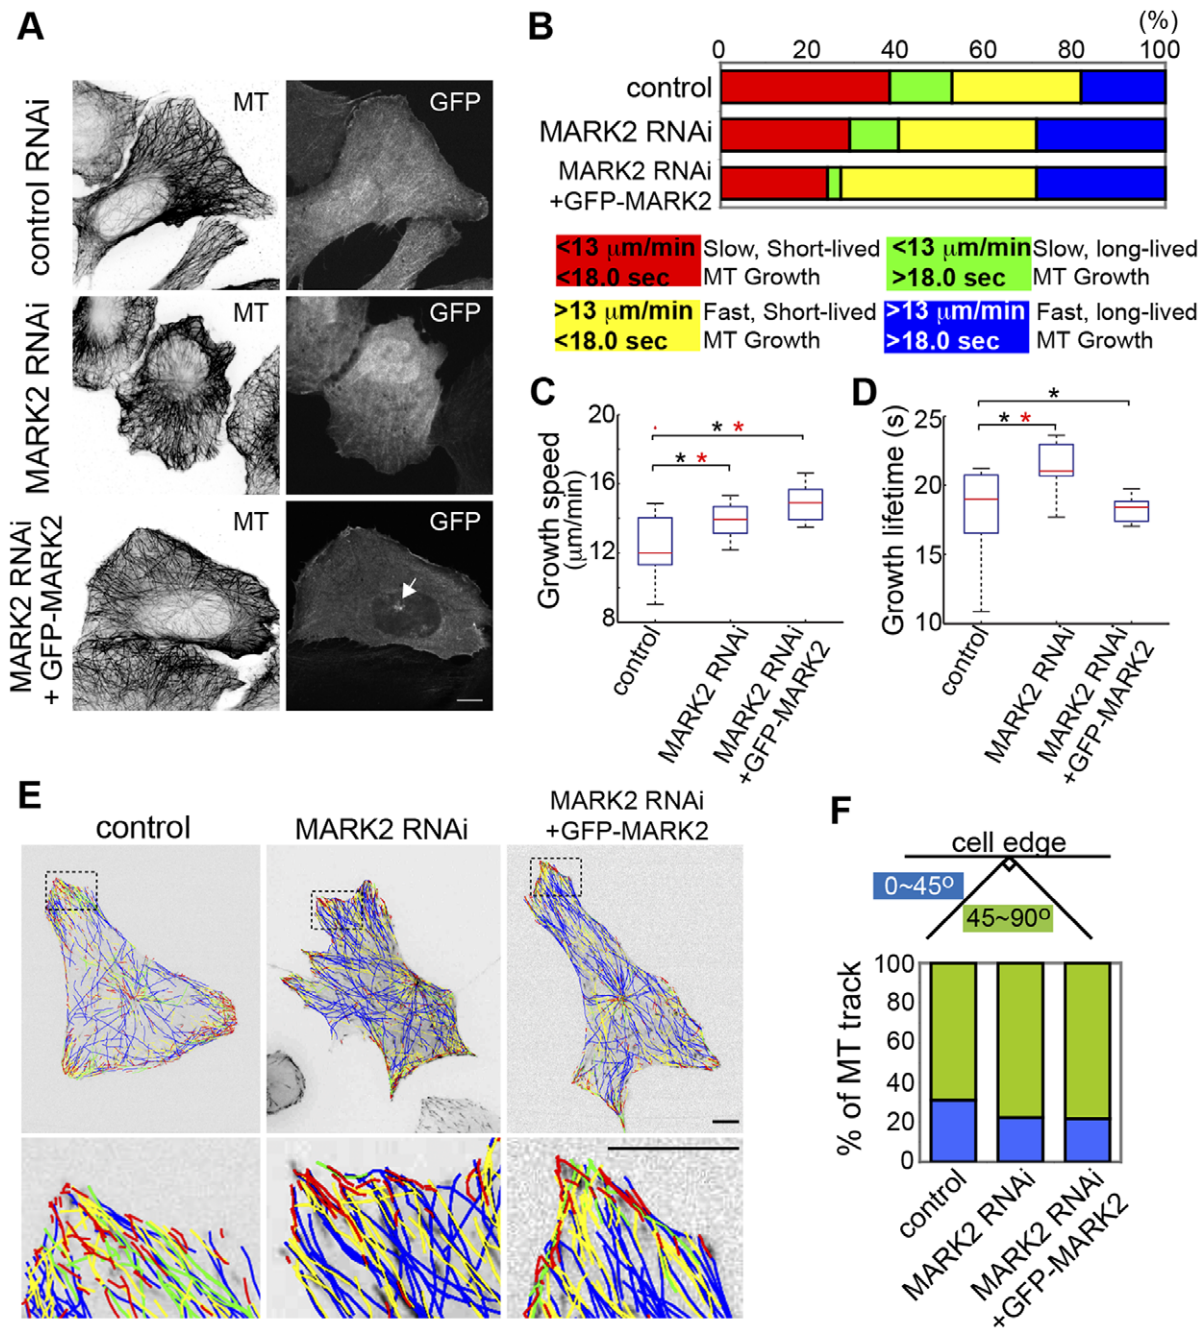 A
control RNAi
MT
GFP
MARK2 RNAi
MT
GFP
MARK2 RNAi
+ GFP-MARK2
MT
GFP
B
(%)
0 20 40 60 80 100
control
MARK2 RNAi
MARK2 RNAi
+GFP-MARK2
<13 μm/min Slow, Short-lived
<18.0 sec MT Growth
<13 μm/min Slow, long-lived
>18.0 sec MT Growth
>13 μm/min Fast, Short-lived
<18.0 sec MT Growth
>13 μm/min Fast, long-lived
>18.0 sec MT Growth
C
Growth speed
(μm/min)
20
16
12
8
* *
* *
control
MARK2 RNAi
MARK2 RNAi
+GFP-MARK2
D
Growth lifetime (s)
25
20
15
10
*
* *
control
MARK2 RNAi
MARK2 RNAi
+GFP-MARK2
E
control
MARK2 RNAi
MARK2 RNAi
+GFP-MARK2
F
cell edge
0~45º
45~90º
% of MT track
100
80
60
40
20
0
control
MARK2 RNAi
MARK2 RNAi
+GFP-MARK2